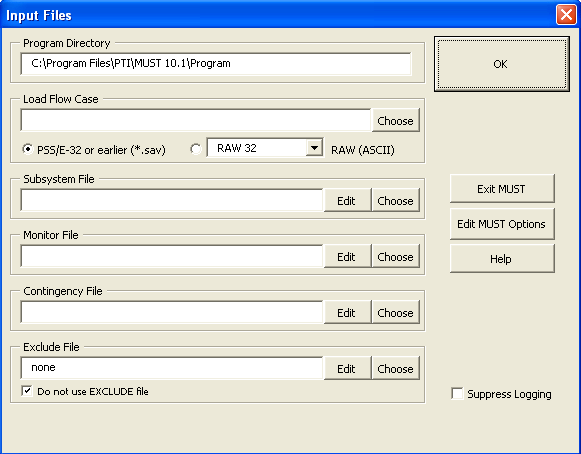 Input Files
Program Directory
C:\Program Files\PTI\MUST 10.1\Program
OK
Load Flow Case
Choose
PSS/E-32 or earlier (*.sav)
RAW 32
RAW (ASCII)
Subsystem File
Edit
Choose
Exit MUST
Edit MUST Options
Monitor File
Edit
Choose
Help
Contingency File
Edit
Choose
Exclude File
none
Edit
Choose
Do not use EXCLUDE file
Suppress Logging